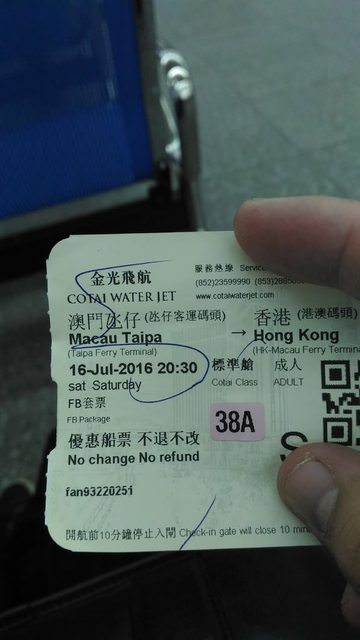 金光飛航
COTAI WATER JET
服務熱線 Service
(852)23599990 (853)2885
www.cotaiwaterjet.com
澳門氹仔 (氹仔客運碼頭) → 香港 (港澳碼頭)
Macau Taipa Hong Kong
(Taipa Ferry Terminal) (HK-Macau Ferry Termina
16-Jul-2016 20:30 標準艙 成人
sat Saturday Cotai Class ADULT
FB套票
FB Package
38A
優惠船票 不退不改
No change No refund
S
fan93220251
開航前10分鐘停止入閘 Check-in gate will close 10 min